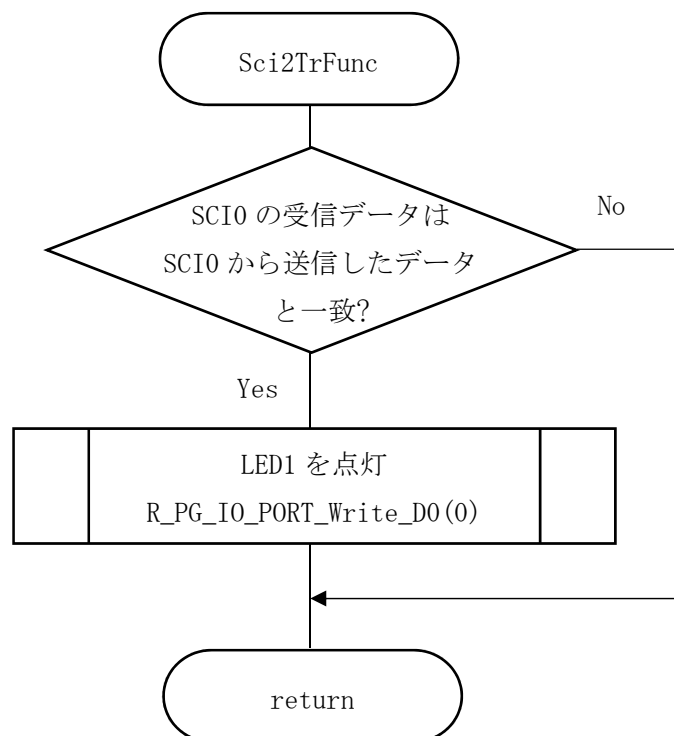 Sci2TrFunc
SCI0 の受信データは
No
SCI0 から送信したデータ
と一致?
Yes
LED1 を点灯
R_PG_IO_PORT_Write_D0(0)
return